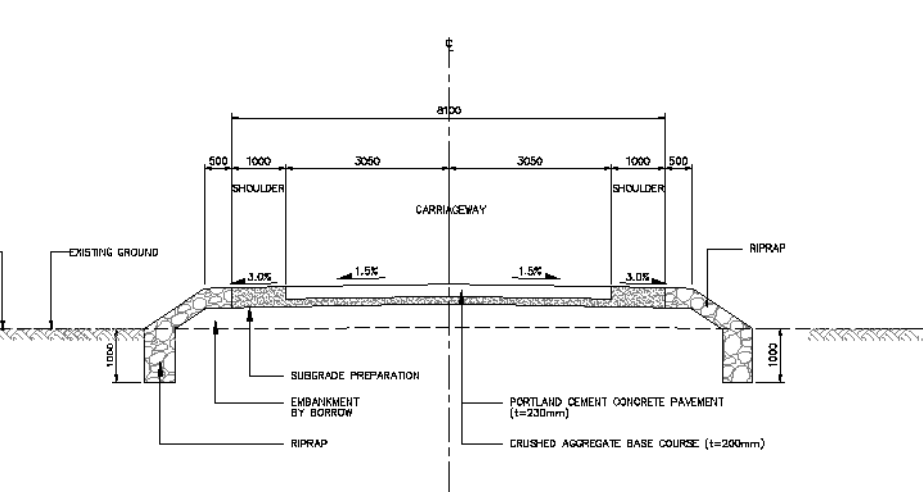 ℄
8100
500 1000 3050 3050 1000 500
SHOULDER SHOULDER
CARRIAGEWAY
EXISTING GROUND
RIPRAP
3.0% 1.5% 1.5% 3.0%
1000 1000
SUBGRADE PREPARATION
EMBANKMENT
BY BORROW
PORTLAND CEMENT CONCRETE PAVEMENT
(t=230mm)
RIPRAP
CRUSHED AGGREGATE BASE COURSE (t=200mm)